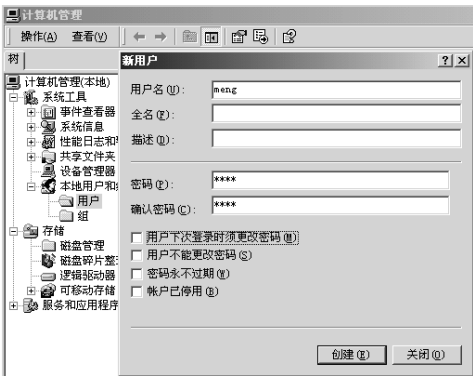 计算机管理
操作(A) 查看(V)
树
计算机管理(本地)
系统工具
事件查看器
系统信息
性能日志和
共享文件夹
设备管理器
本地用户和
用户
组
存储
磁盘管理
磁盘碎片整
逻辑驱动器
可移动存储
服务和应用程序
新用户
用户名(U): meng
全名(F):
描述(D):
密码(P): ****
确认密码(C): ****
用户下次登录时须更改密码(M)
用户不能更改密码(S)
密码永不过期(W)
帐户已停用(B)
创建(E) 关闭(O)